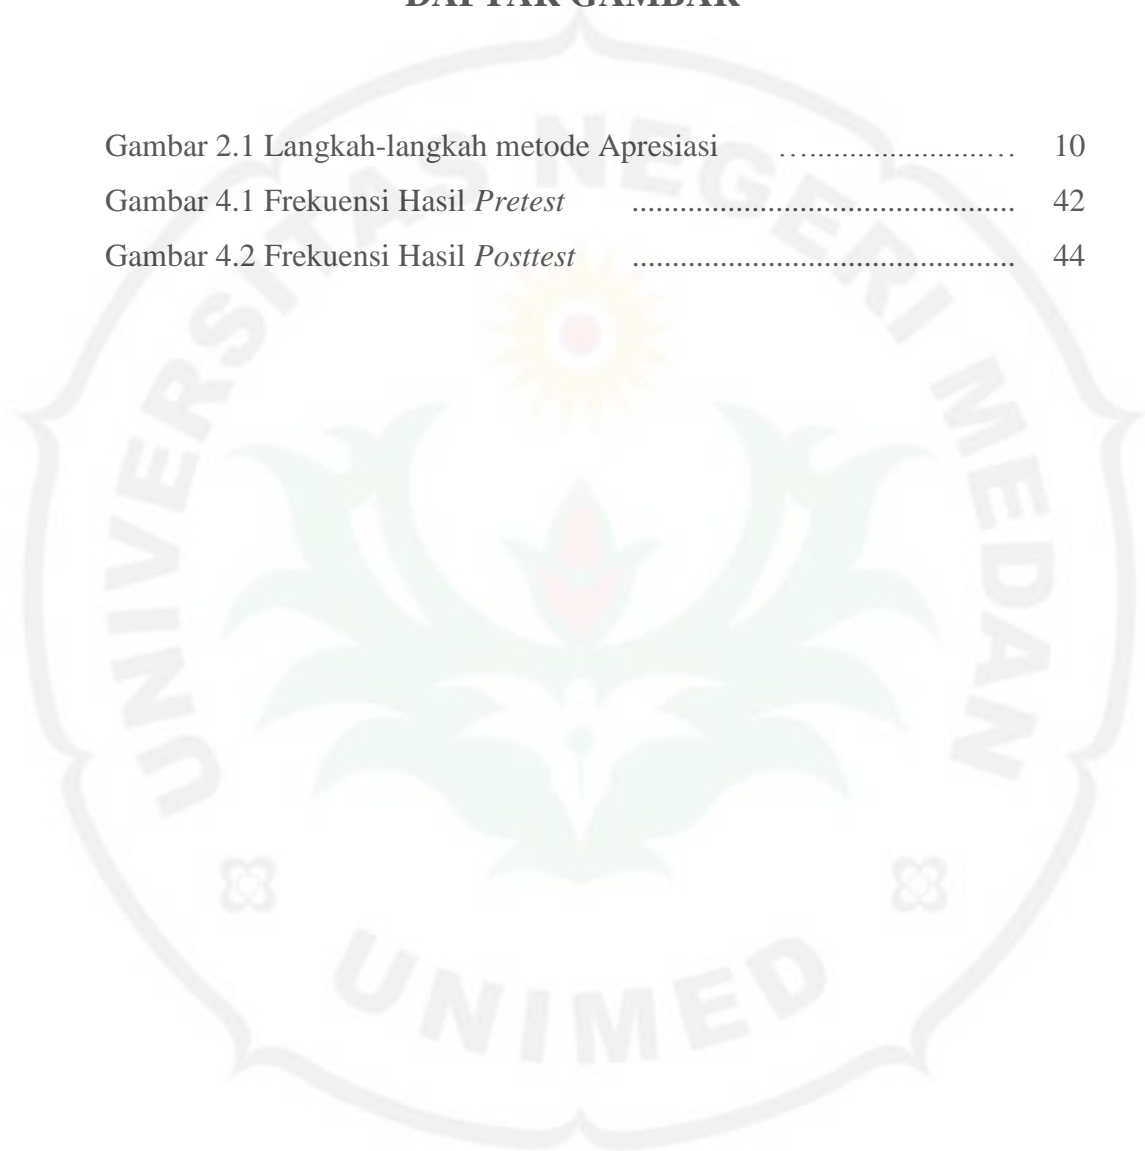 DAFTAR GAMBAR
Gambar 2.1 Langkah-langkah metode Apresiasi …......................… 10
Gambar 4.1 Frekuensi Hasil Pretest ............................................... 42
Gambar 4.2 Frekuensi Hasil Posttest ............................................... 44
UNIVERSITAS NEGERI MEDAN
UNIMED